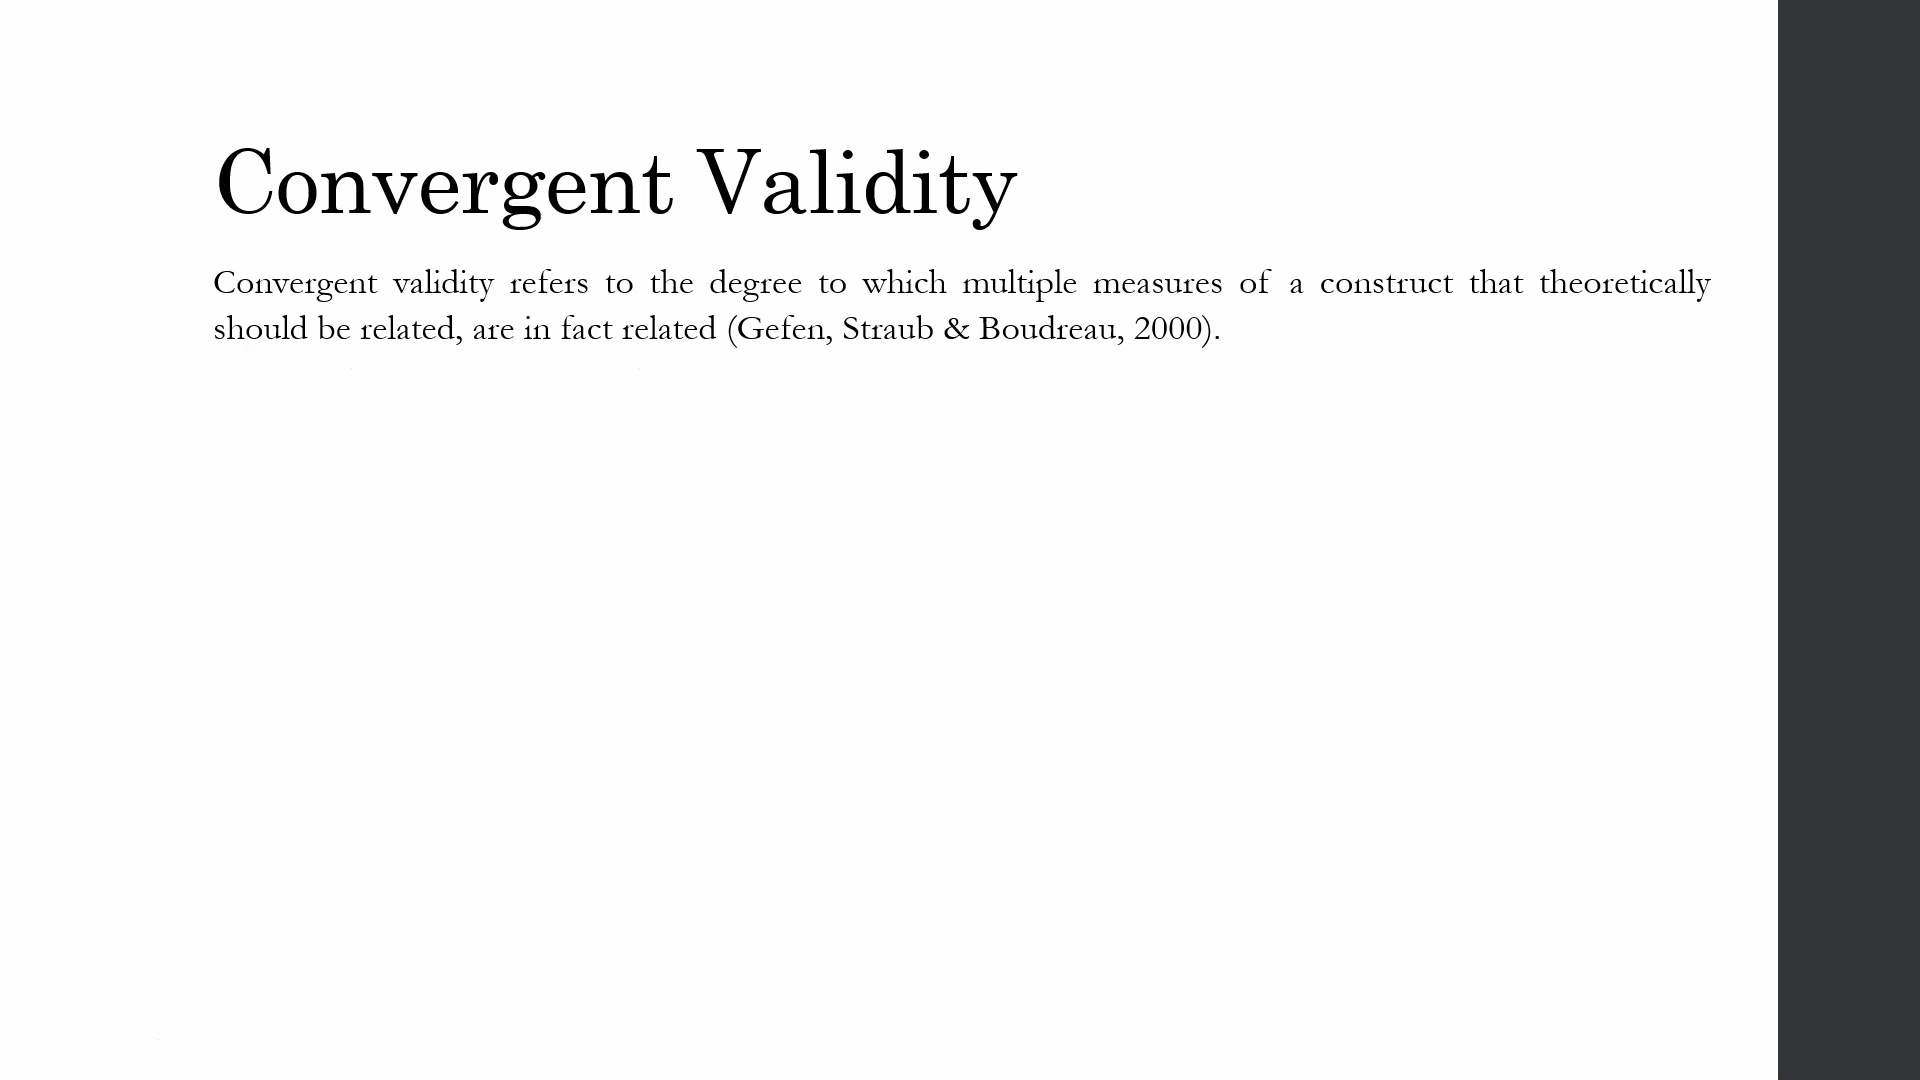 Convergent Validity
Convergent validity refers to the degree to which multiple measures of a construct that theoretically
should be related, are in fact related (Gefen, Straub & Boudreau, 2000).